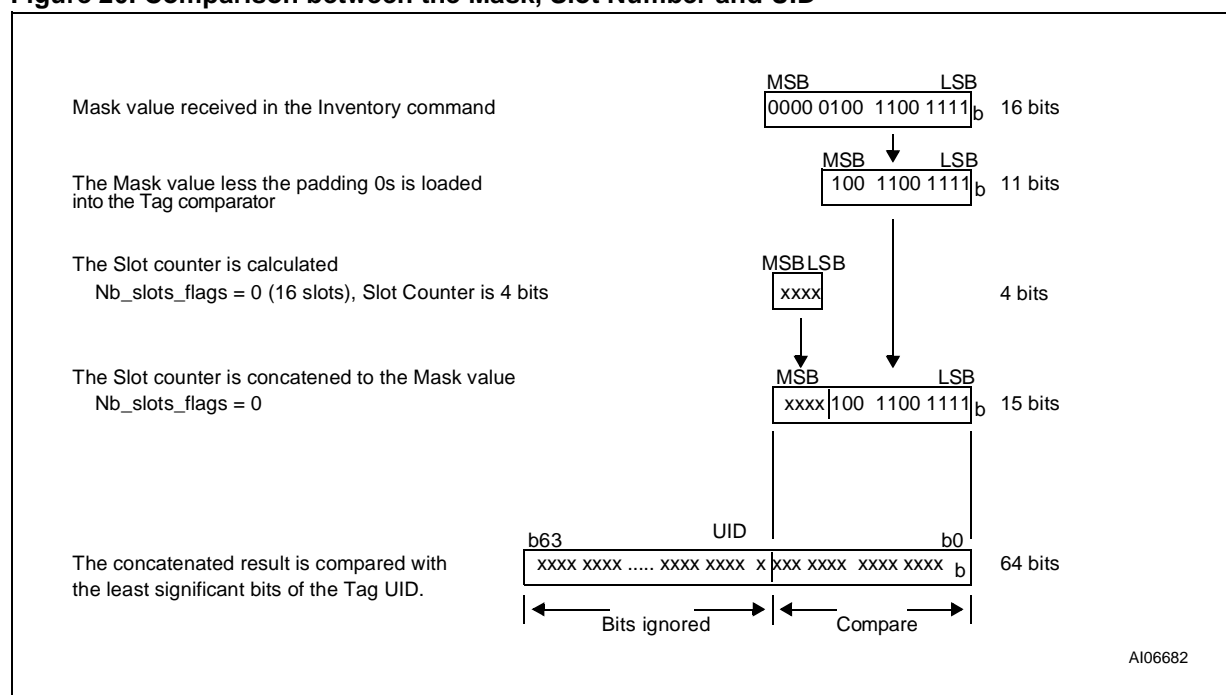 Figure 20. Comparison between the Mask, Slot Number and UID
MSB LSB
Mask value received in the Inventory command 0000 0100 1100 1111 b 16 bits
MSB LSB
The Mask value less the padding 0s is loaded 100 1100 1111 b 11 bits
into the Tag comparator
The Slot counter is calculated MSB LSB
Nb_slots_flags = 0 (16 slots), Slot Counter is 4 bits xxxx 4 bits
The Slot counter is concatened to the Mask value MSB LSB
Nb_slots_flags = 0 xxxx 100 1100 1111 b 15 bits
b63 UID b0
The concatenated result is compared with xxxx xxxx ..... xxxx xxxx x xxx xxxx xxxx xxxx b 64 bits
the least significant bits of the Tag UID.
Bits ignored Compare
AI06682